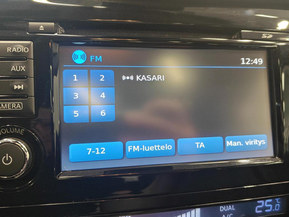 RADIO
FM
12:49
AUX
1 2
((•)) KASARI
3 4
CAMERA
5 6
VOLUME
7-12
FM-luettelo
TA
Man. viritys
DUAL
25.0
A/C